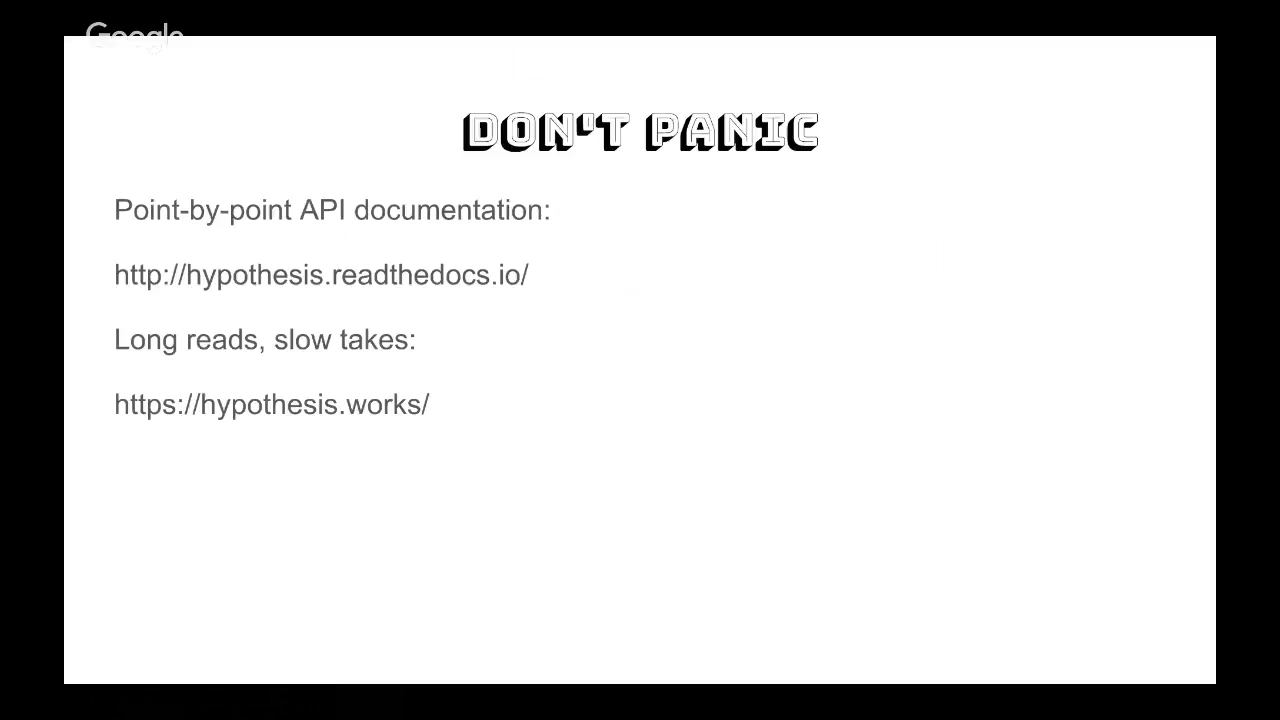 Google
DON'T PANIC
Point-by-point API documentation:
http://hypothesis.readthedocs.io/
Long reads, slow takes:
https://hypothesis.works/